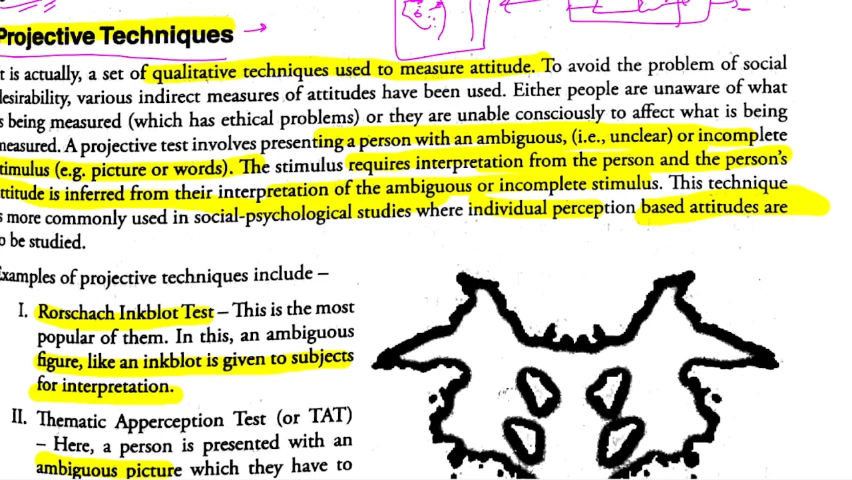 Projective Techniques
t is actually, a set of qualitative techniques used to measure attitude. To avoid the problem of social
desirability, various indirect measures of attitudes have been used. Either people are unaware of what
s being measured (which has ethical problems) or they are unable consciously to affect what is being
measured. A projective test involves presenting a person with an ambiguous, (i.e., unclear) or incomplete
timulus (e.g. picture or words). The stimulus requires interpretation from the person and the person's
ttitude is inferred from their interpretation of the ambiguous or incomplete stimulus. This technique
s more commonly used in social-psychological studies where individual perception based attitudes are
o be studied.
Examples of projective techniques include –
I. Rorschach Inkblot Test – This is the most
popular of them. In this, an ambiguous
figure, like an inkblot is given to subjects
for interpretation.
II. Thematic Apperception Test (or TAT)
– Here, a person is presented with an
ambiguous picture which they have to